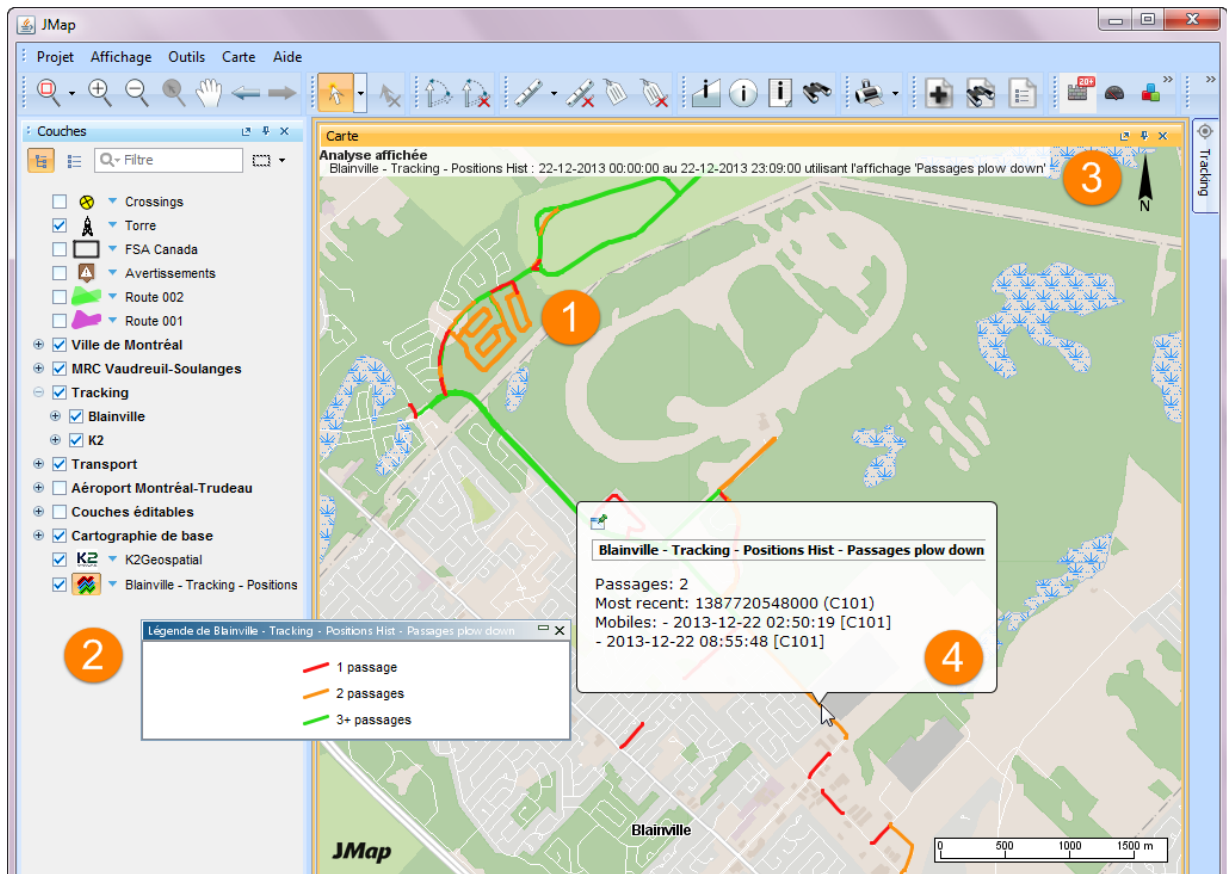 JMap
Projet Affichage Outils Carte Aide
20+
Couches
Filtre
Crossings
Torre
FSA Canada
Avertissements
Route 002
Route 001
Ville de Montréal
MRC Vaudreuil-Soulanges
Tracking
Blainville
K2
Transport
Aéroport Montréal-Trudeau
Couches éditables
Cartographie de base
K2 K2Geospatial
Blainville - Tracking - Positions
2
Légende de Blainville - Tracking - Positions Hist - Passages plow down
1 passage
2 passages
3+ passages
Carte
Analyse affichée
Blainville - Tracking - Positions Hist : 22-12-2013 00:00:00 au 22-12-2013 23:09:00 utilisant l'affichage 'Passages plow down'
3
N
Tracking
1
Blainville - Tracking - Positions Hist - Passages plow down
Passages: 2
Most recent: 1387720548000 (C101)
Mobiles: - 2013-12-22 02:50:19 [C101]
- 2013-12-22 08:55:48 [C101]
4
Blainville
JMap
0 500 1000 1500 m